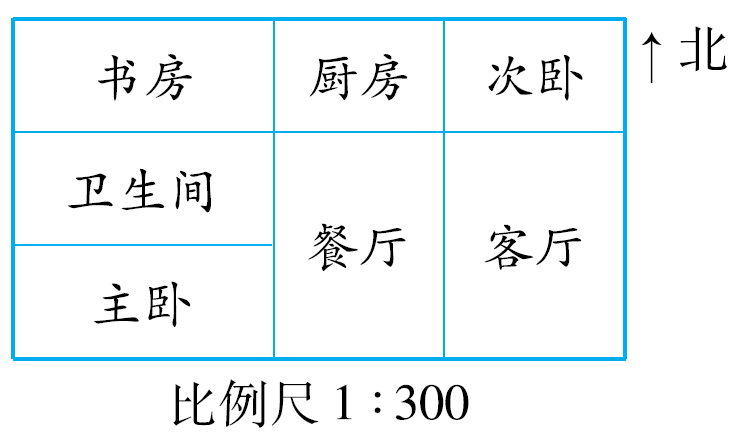 书房 厨房 次卧 ↑北
卫生间
餐厅 客厅
主卧
比例尺 1∶300